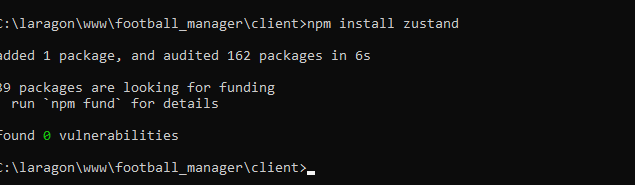 C:\laragon\www\football_manager\client>npm install zustand
added 1 package, and audited 162 packages in 6s
39 packages are looking for funding
run `npm fund` for details
found 0 vulnerabilities
C:\laragon\www\football_manager\client>